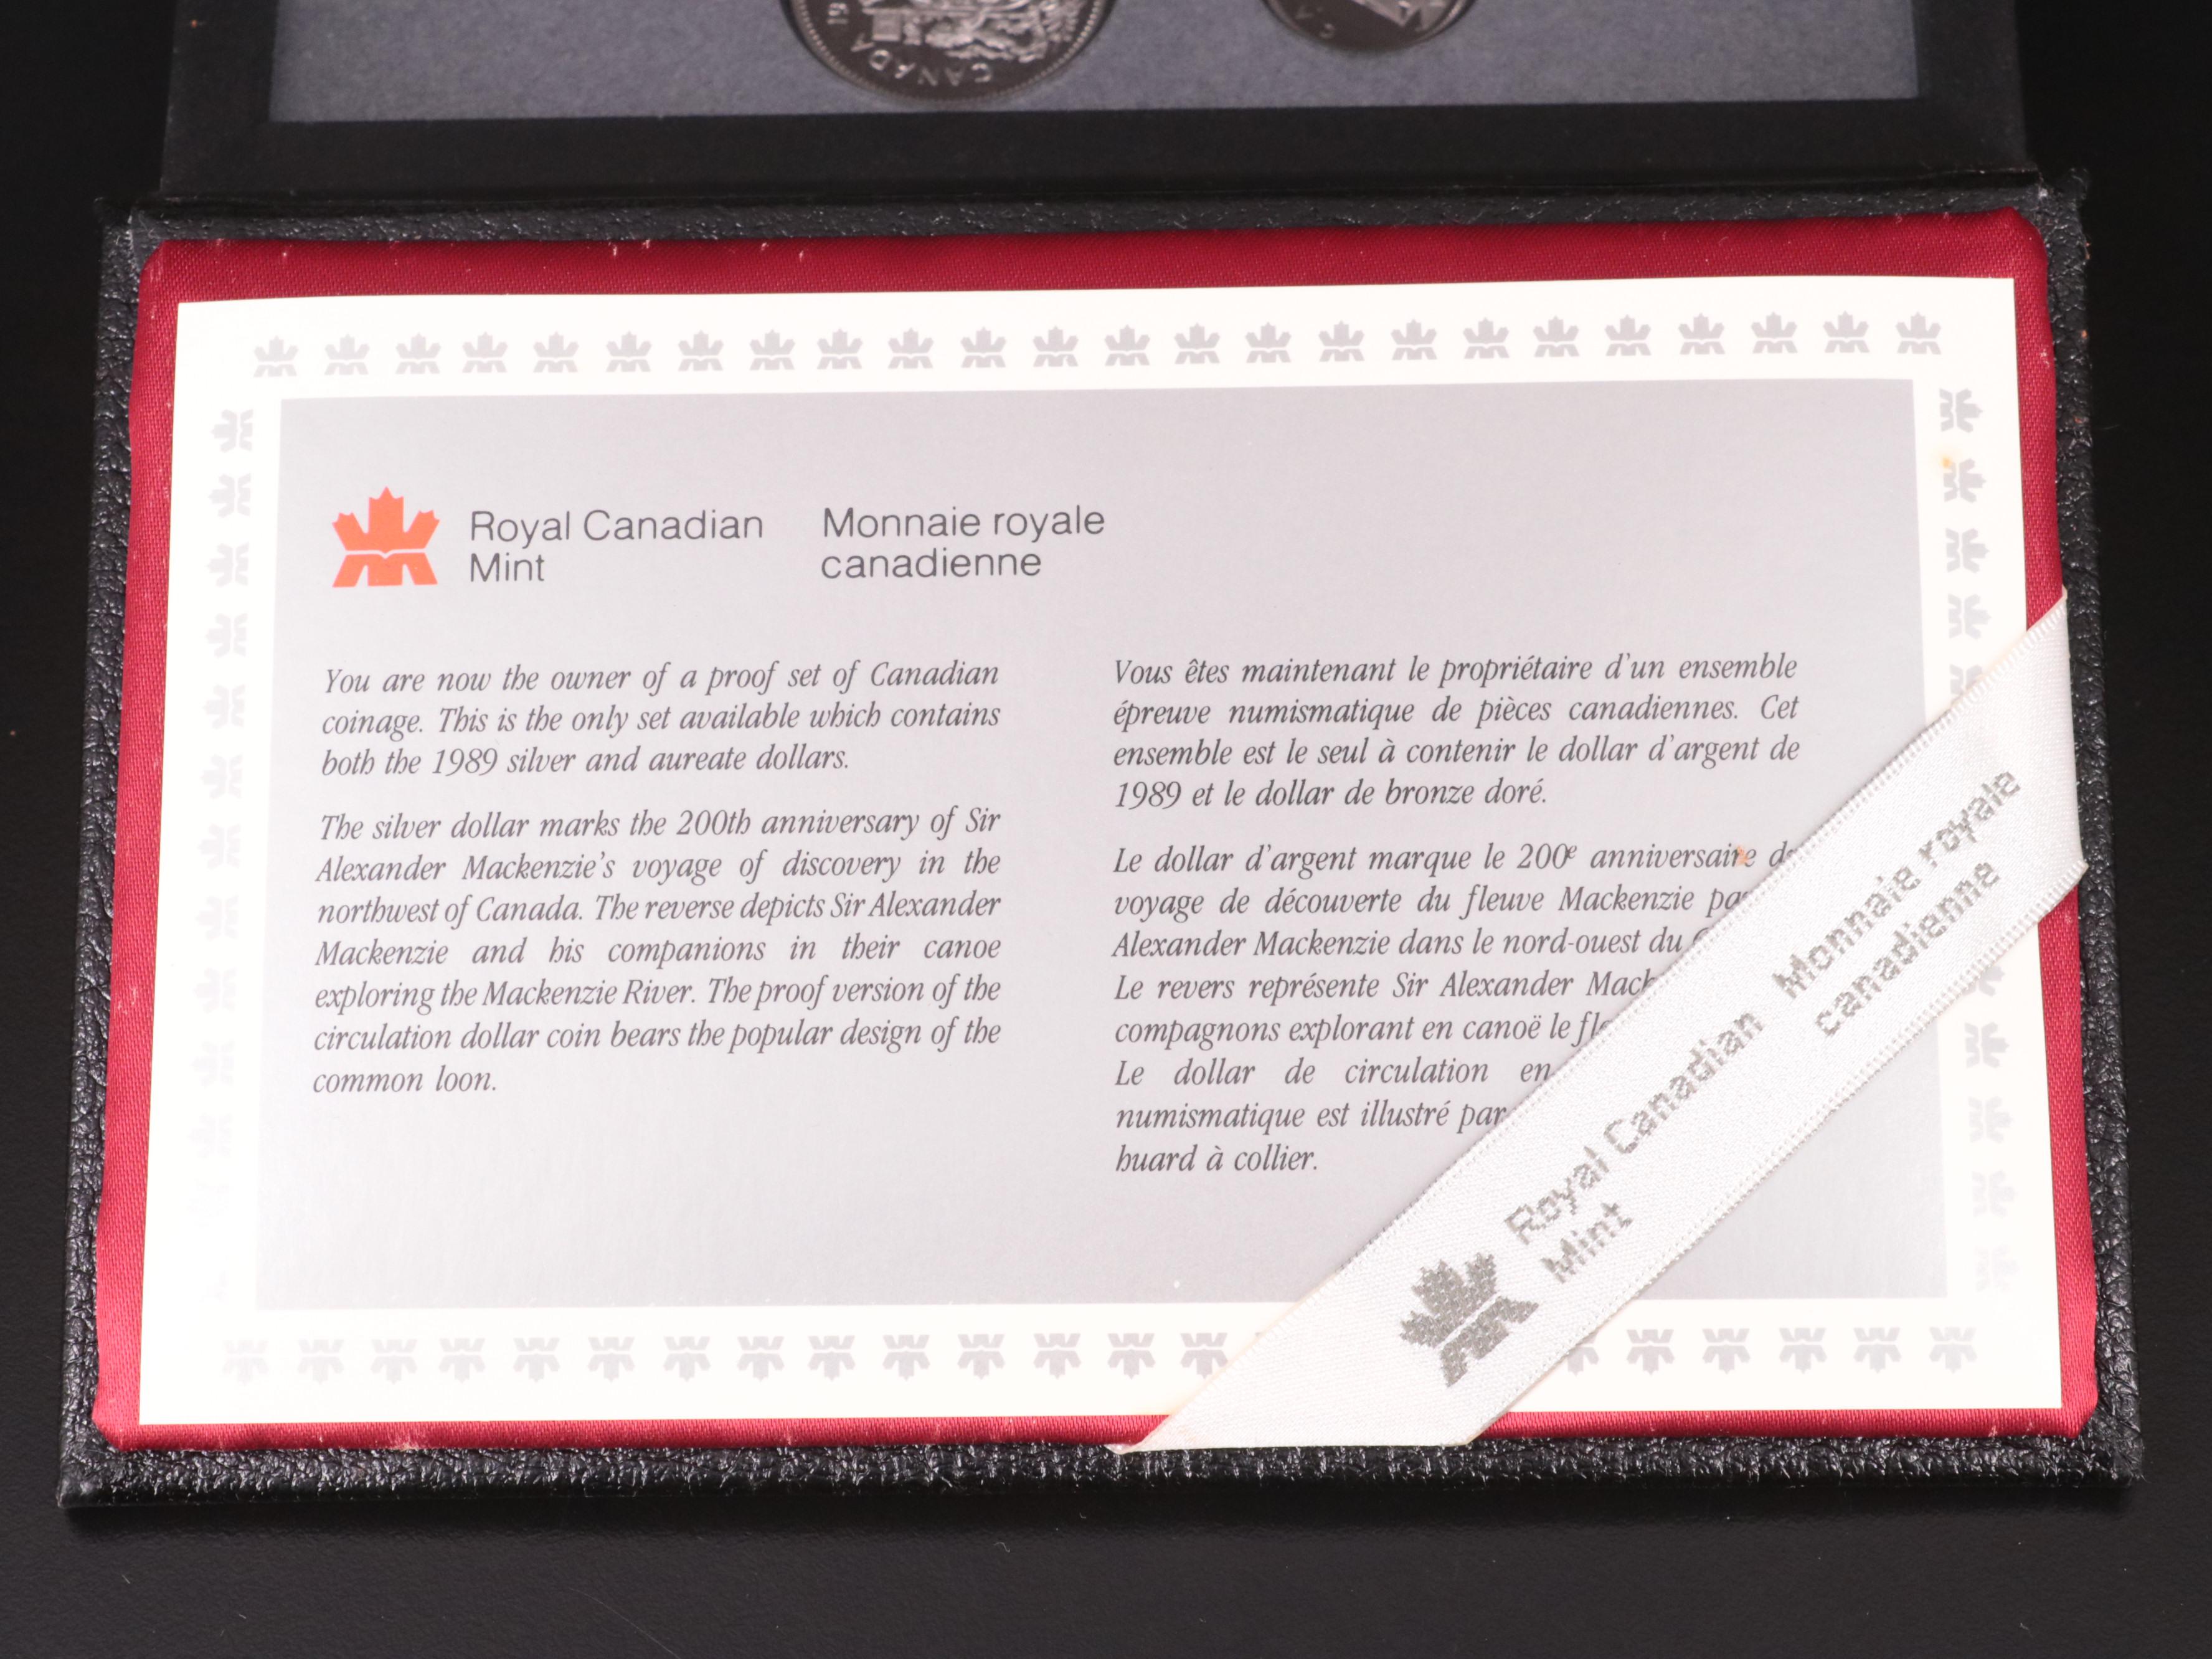 CANADA
Royal Canadian
Mint
Monnaie royale
canadienne
You are now the owner of a proof set of Canadian
coinage. This is the only set available which contains
both the 1989 silver and aureate dollars.
The silver dollar marks the 200th anniversary of Sir
Alexander Mackenzie's voyage of discovery in the
northwest of Canada. The reverse depicts Sir Alexander
Mackenzie and his companions in their canoe
exploring the Mackenzie River. The proof version of the
circulation dollar coin bears the popular design of the
common loon.
Vous êtes maintenant le propriétaire d'un ensemble
épreuve numismatique de pièces canadiennes. Cet
ensemble est le seul à contenir le dollar d'argent de
1989 et le dollar de bronze doré.
Le dollar d'argent marque le 200e anniversaire
voyage de découverte du fleuve Mackenzie
Alexander Mackenzie dans le nord-ouest du
Le revers représente Sir Alexander
compagnons explorant en canoë le
Le dollar de circulation en
numismatique est illustré par
huard à collier.
Royal Canadian
Mint
Monnaie royale
canadienne